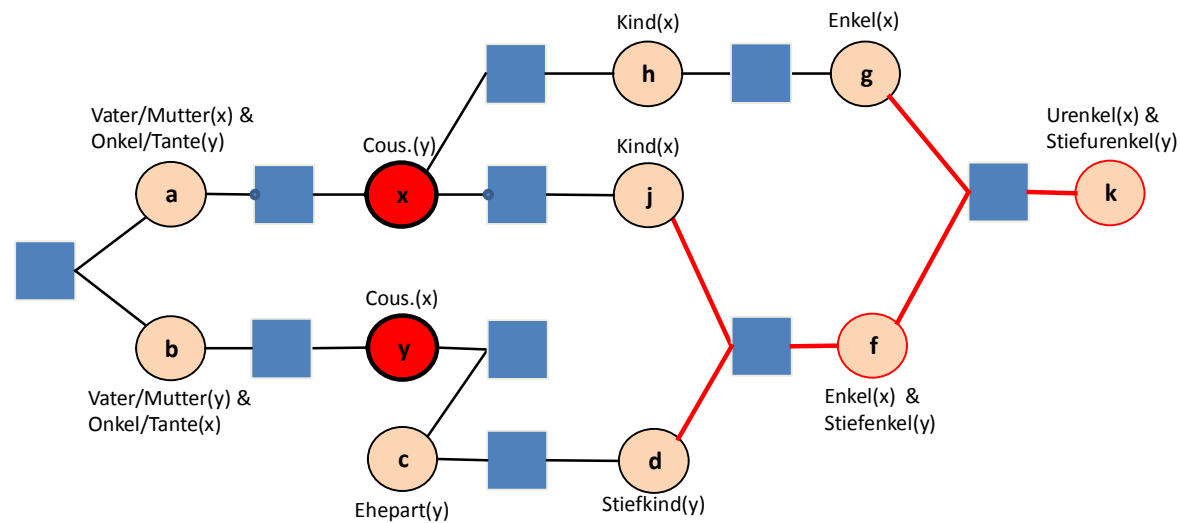 Kind(x)
Enkel(x)
h
g
Vater/Mutter(x) &
Onkel/Tante(y)
Urenkel(x) &
Stiefurenkel(y)
Cous.(y)
Kind(x)
a
x
j
k
Cous.(x)
b
y
f
Vater/Mutter(y) &
Onkel/Tante(x)
Enkel(x) &
Stiefenkel(y)
c
d
Ehepart(y)
Stiefkind(y)